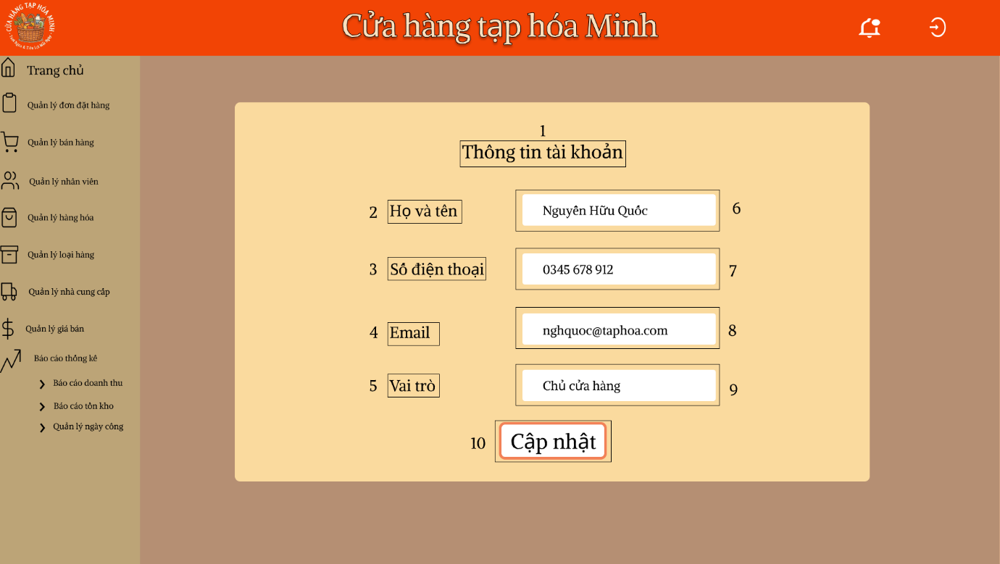 CỬA HÀNG TẠP HÓA MINH
Cửa hàng tạp hóa Minh
Trang chủ
Quản lý đơn đặt hàng
Quản lý bán hàng
Quản lý nhân viên
Quản lý hàng hóa
Quản lý loại hàng
Quản lý nhà cung cấp
Quản lý giá bán
Báo cáo thống kê
Báo cáo doanh thu
Báo cáo tồn kho
Quản lý ngày công
1
Thông tin tài khoản
2 Họ và tên Nguyễn Hữu Quốc 6
3 Số điện thoại 0345 678 912 7
4 Email nghquoc@taphoa.com 8
5 Vai trò Chủ cửa hàng 9
10 Cập nhật